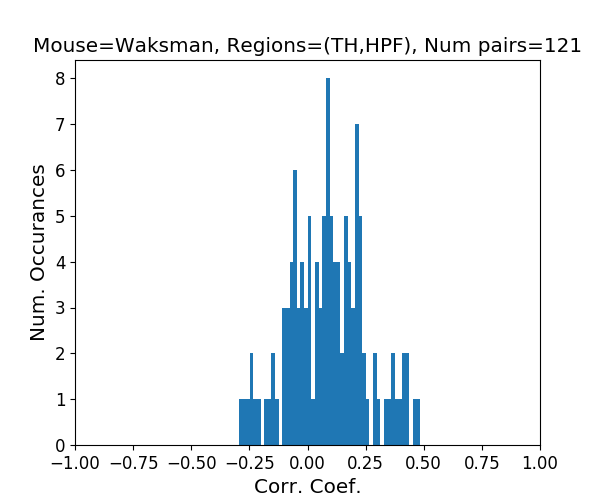 Mouse=Waksman, Regions=(TH,HPF), Num pairs=121
8
7
6
5
4
3
2
1
0
Num. Occurances
−1.00 −0.75 −0.50 −0.25 0.00 0.25 0.50 0.75 1.00
Corr. Coef.